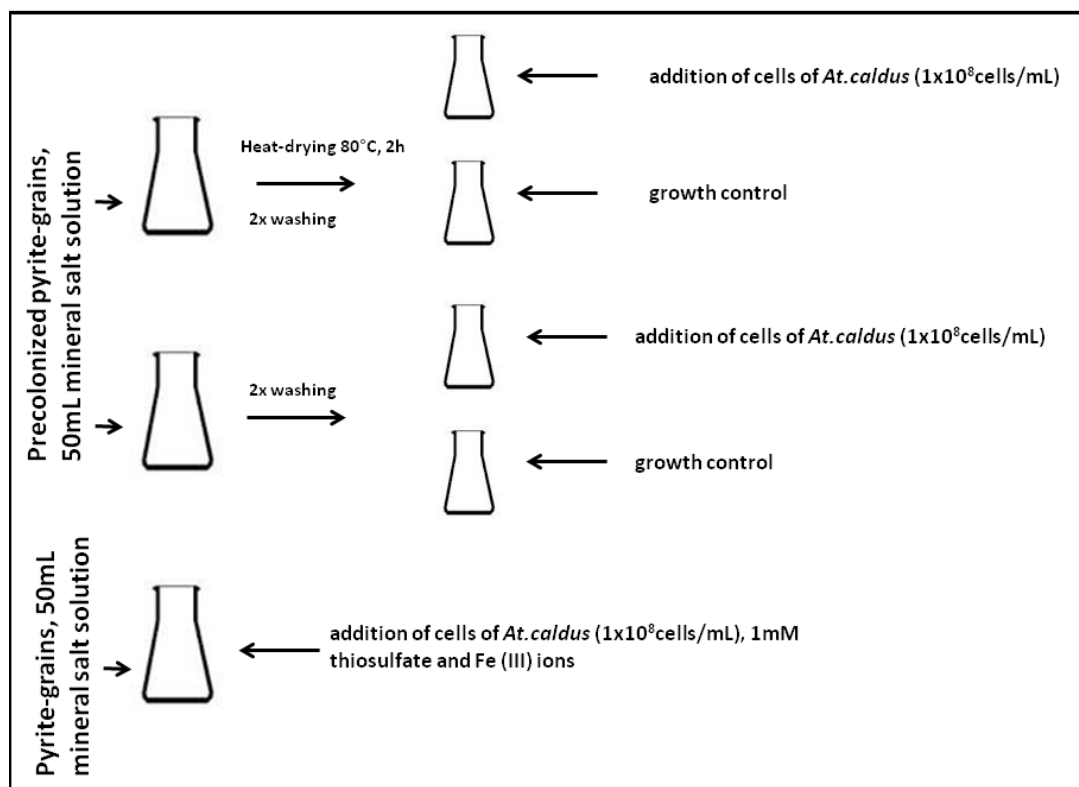 Precolonized pyrite-grains,
50mL mineral salt solution
Heat-drying 80°C, 2h
2x washing
addition of cells of At.caldus (1x10⁸cells/mL)
growth control
2x washing
addition of cells of At.caldus (1x10⁸cells/mL)
growth control
Pyrite-grains, 50mL
mineral salt solution
addition of cells of At.caldus (1x10⁸cells/mL), 1mM
thiosulfate and Fe (III) ions